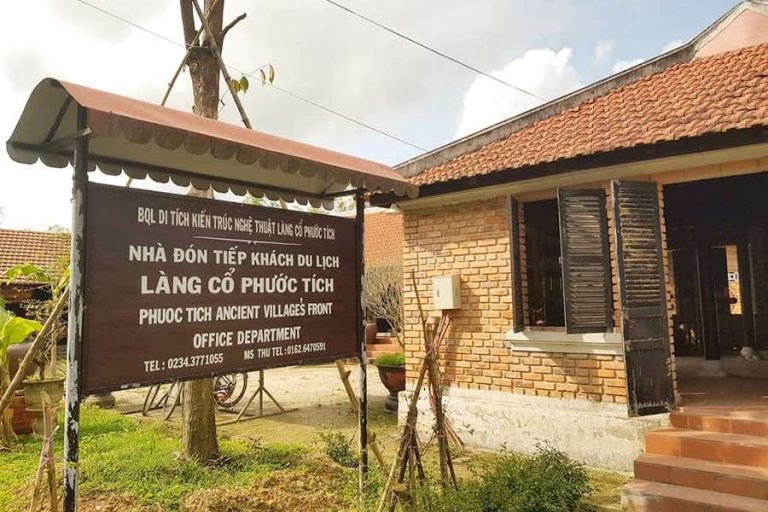 BQL DI TÍCH KIẾN TRÚC NGHỆ THUẬT LÀNG CỔ PHƯỚC TÍCH
NHÀ ĐÓN TIẾP KHÁCH DU LỊCH
LÀNG CỔ PHƯỚC TÍCH
PHUOC TICH ANCIENT VILLAGE'S FRONT
OFFICE DEPARTMENT
TEL: 0234.3771055 MS THU TEL: 0162.6470591